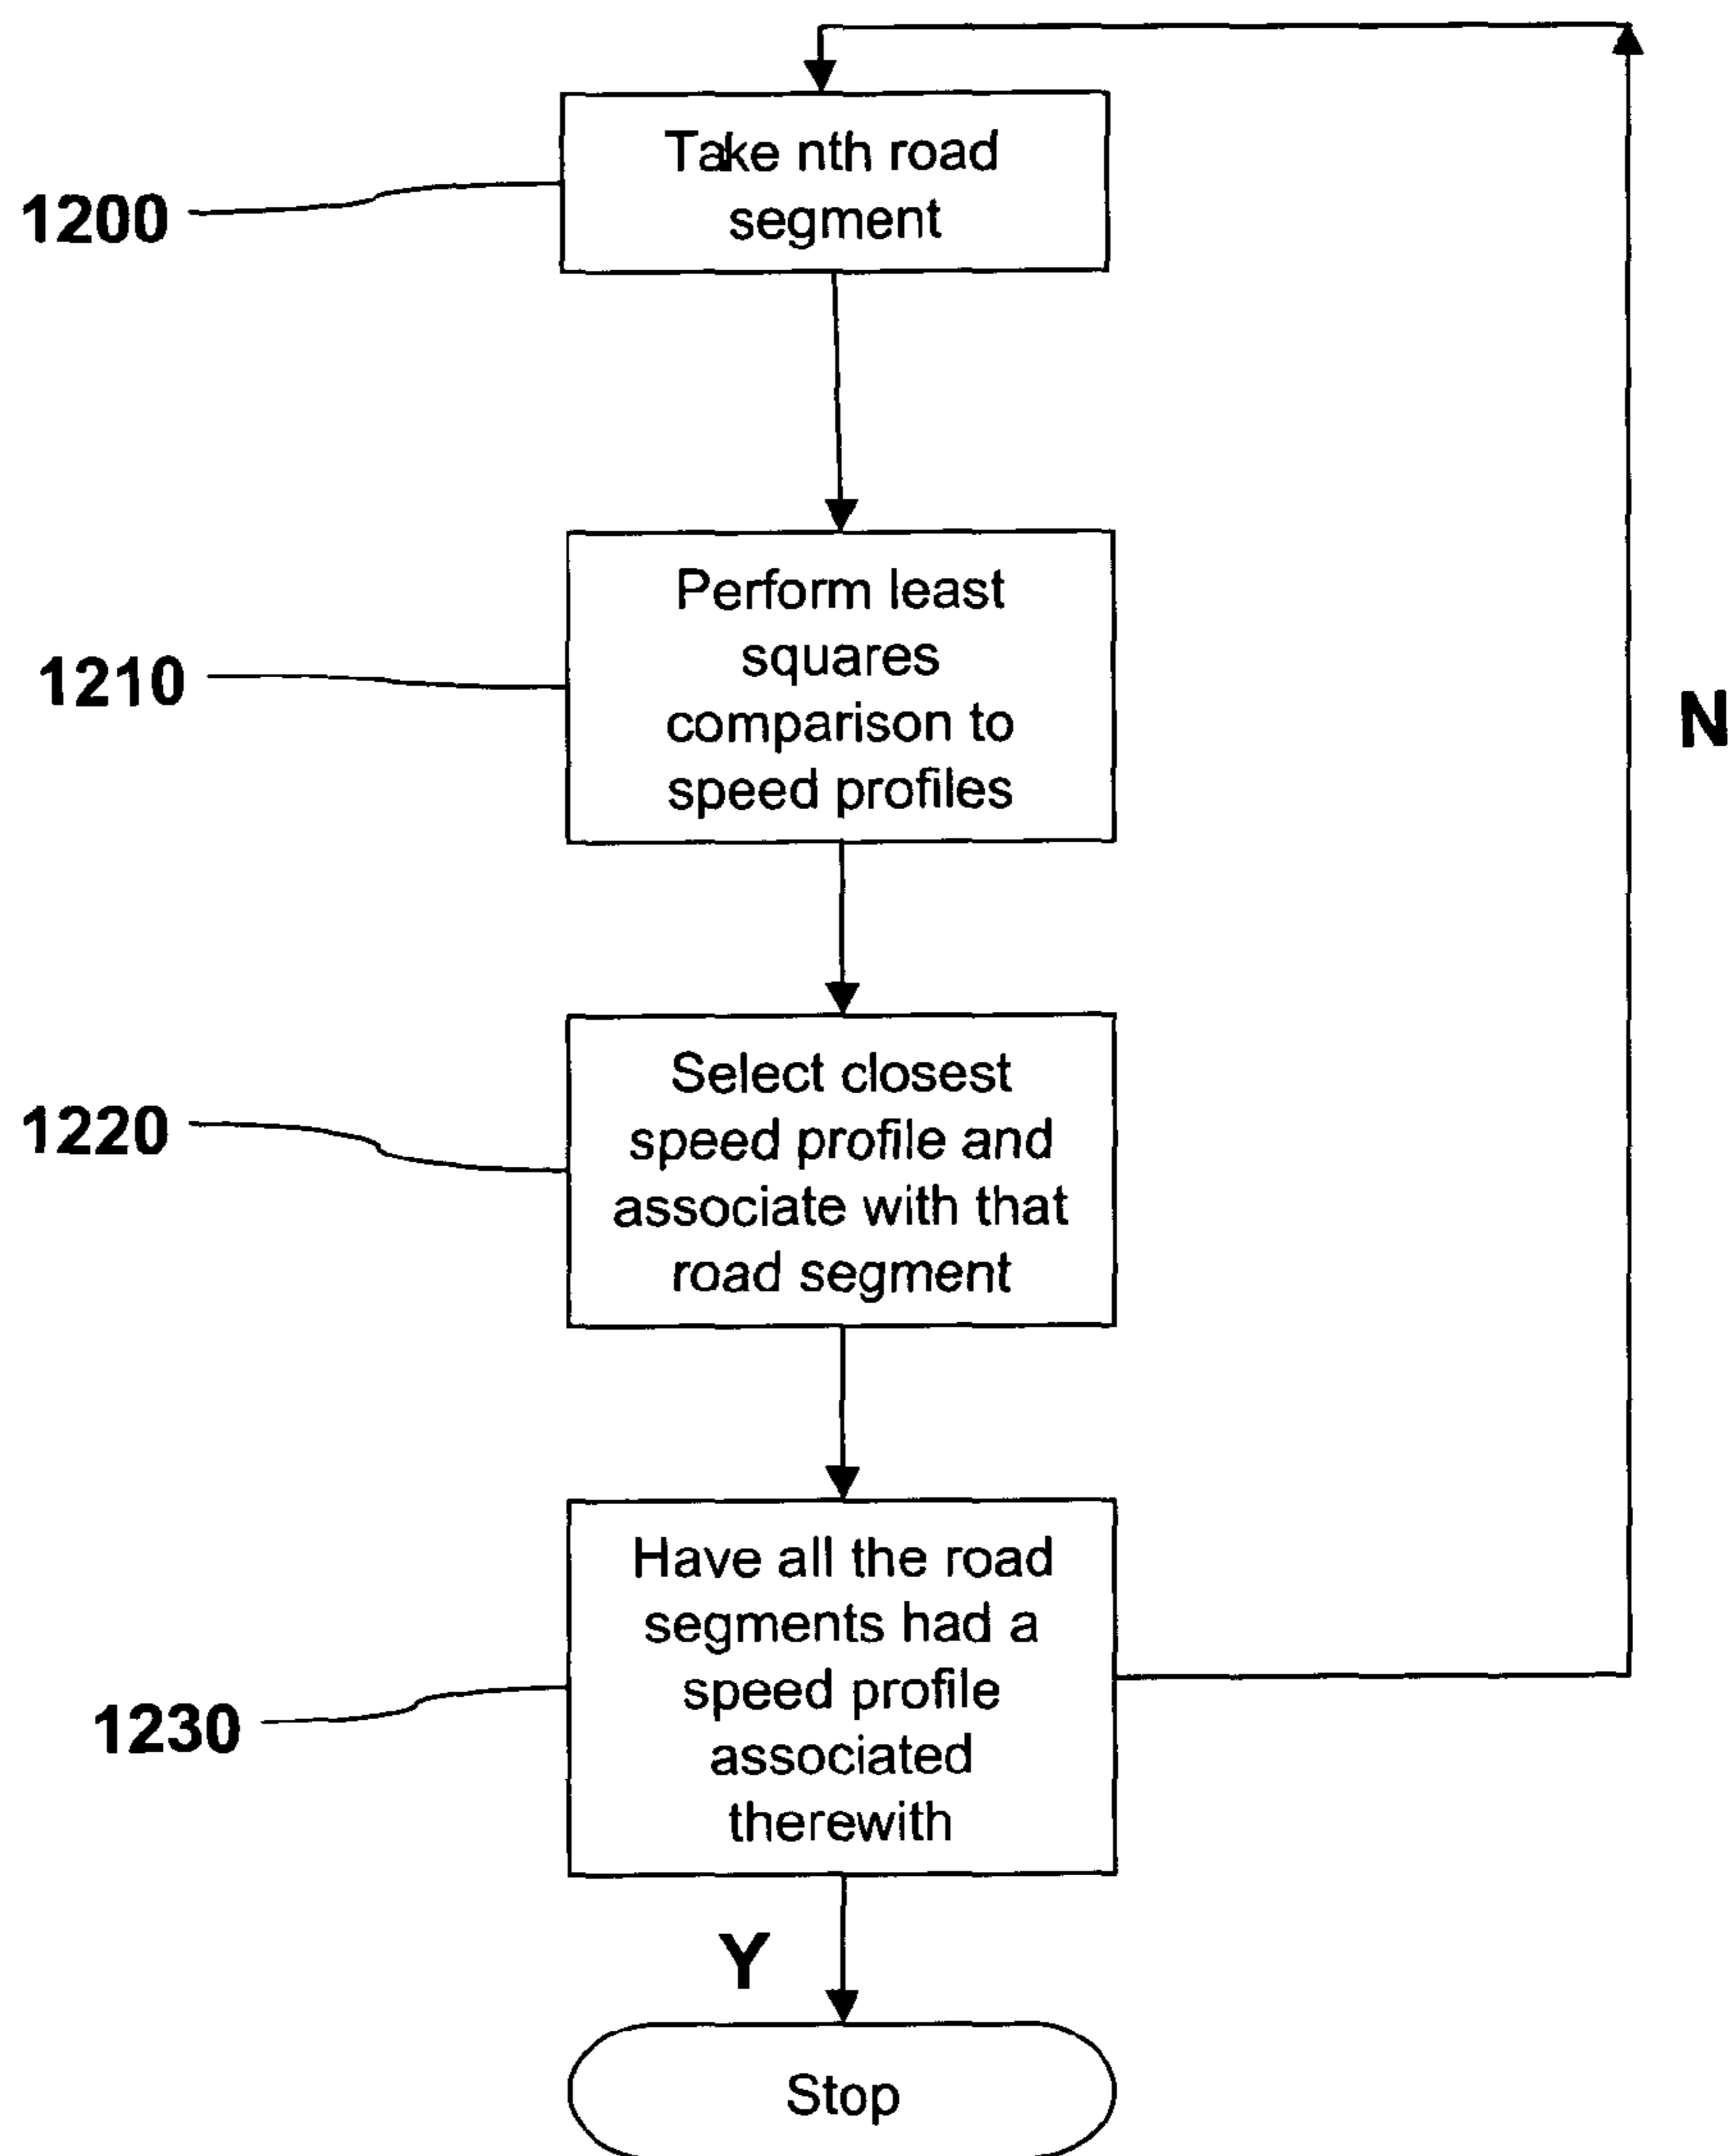 Take nth road
segment
1200
Perform least
squares
comparison to
speed profiles
1210
N
Select closest
speed profile and
associate with that
road segment
1220
Have all the road
segments had a
speed profile
associated
therewith
1230
Y
Stop